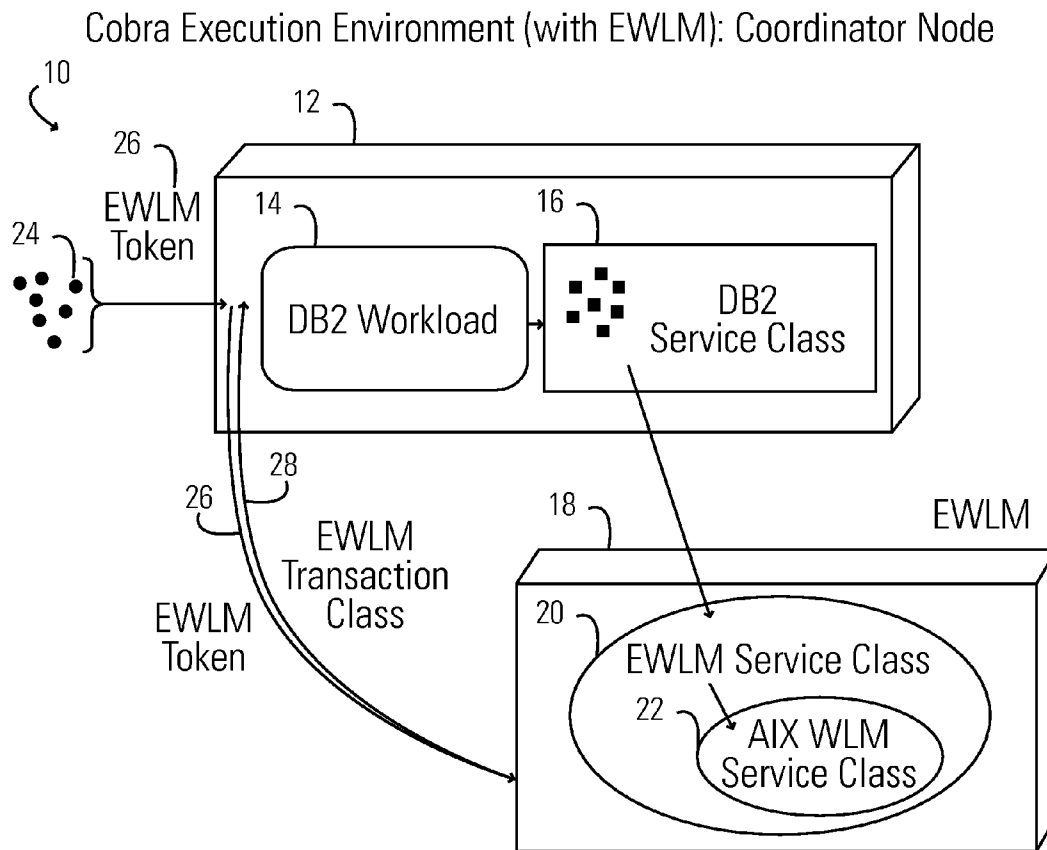 Cobra Execution Environment (with EWLM): Coordinator Node
10
12
26
EWLM
Token
24
14
DB2 Workload
16
DB2
Service Class
26
28
EWLM
Transaction
Class
EWLM
Token
18
EWLM
20
EWLM Service Class
22
AIX WLM
Service Class